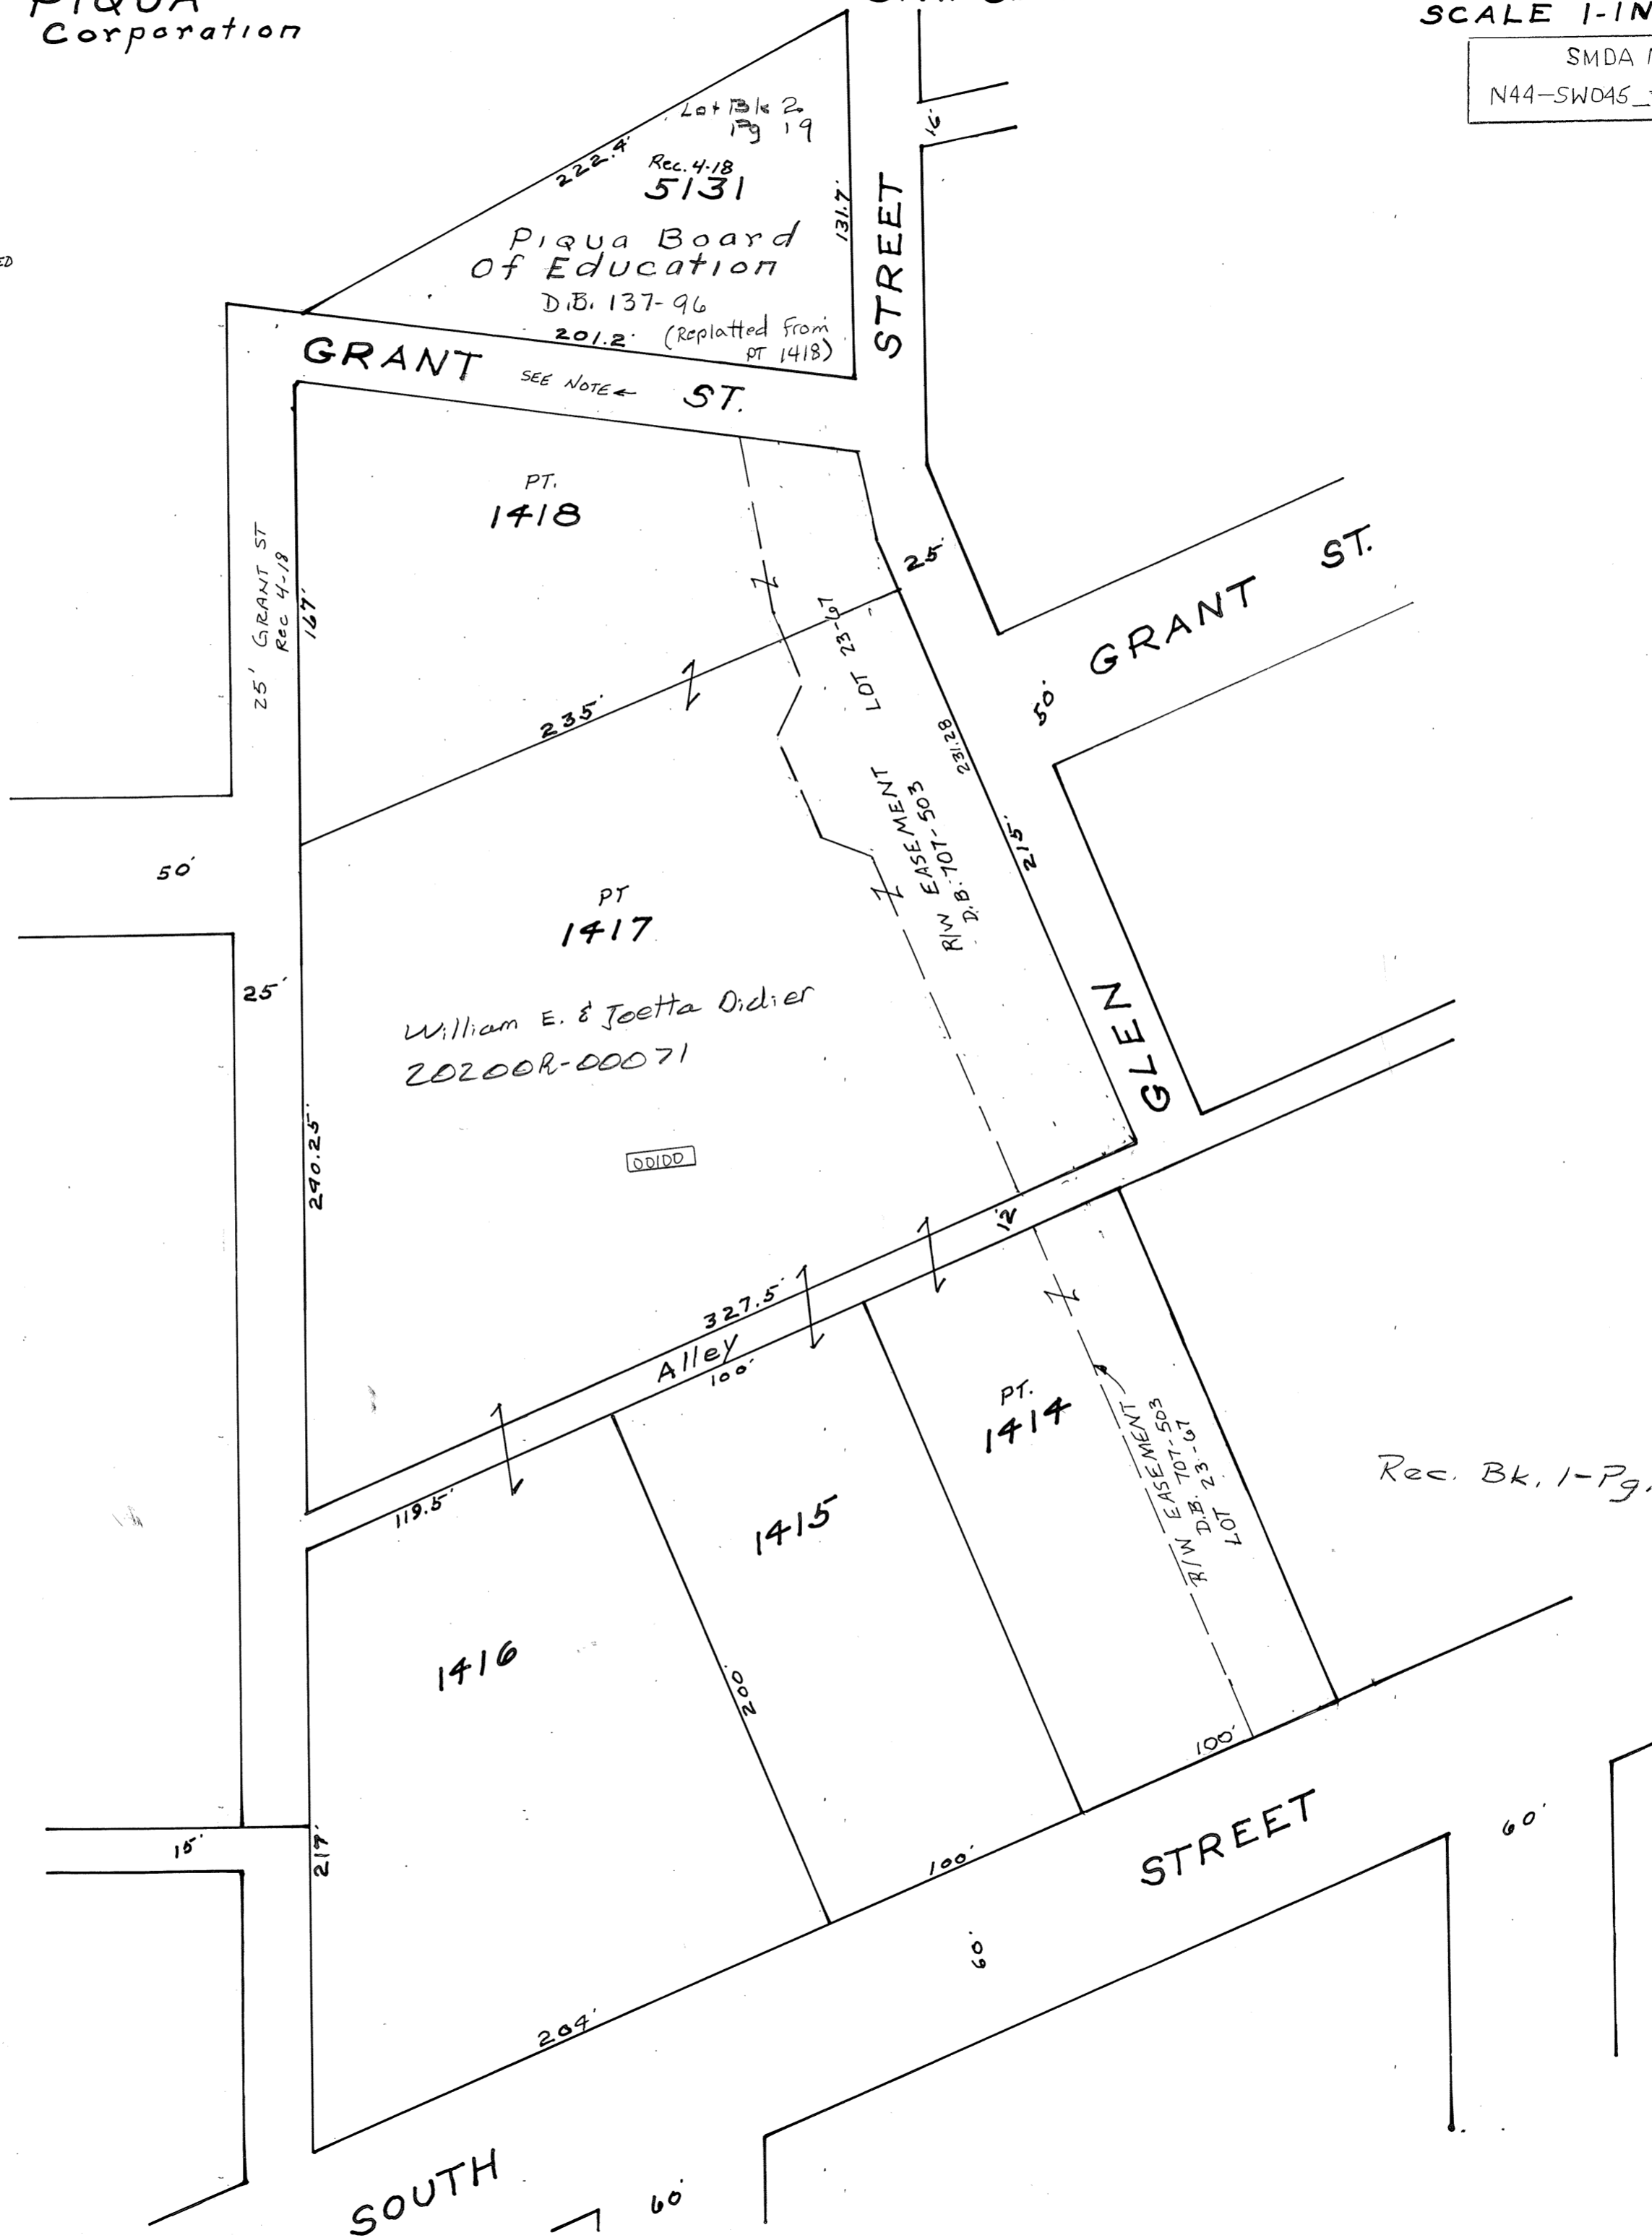 PIQUA
Corporation
SCALE 1-IN
SMDA
N44-SW045_
Lot Blk 2
Pg 19
Rec. 4-18
5131
222.4'
131.7'
16'
STREET
Piqua Board
Of Education
D.B. 137-96
201.2' (Replatted From
PT 1418)
ED
GRANT SEE NOTE← ST.
PT.
1418
25' GRANT ST
Rec 4-18
167'
25'
GRANT ST.
50'
235'
LOT 23-67
R/W EASEMENT
D.B. 707-503
231.28
215'
50'
PT
1417
25'
William E. & Joetta Didier
20200R-00071
GLEN
00100
290.25'
12'
327.5'
Alley
100'
119.5'
PT.
1414
R/W EASEMENT
D.B. 707-503
LOT 23-67
Rec. Bk. 1-Pg.
1415
1416
200'
100'
15'
217'
100'
STREET
60'
60'
204'
SOUTH
60'